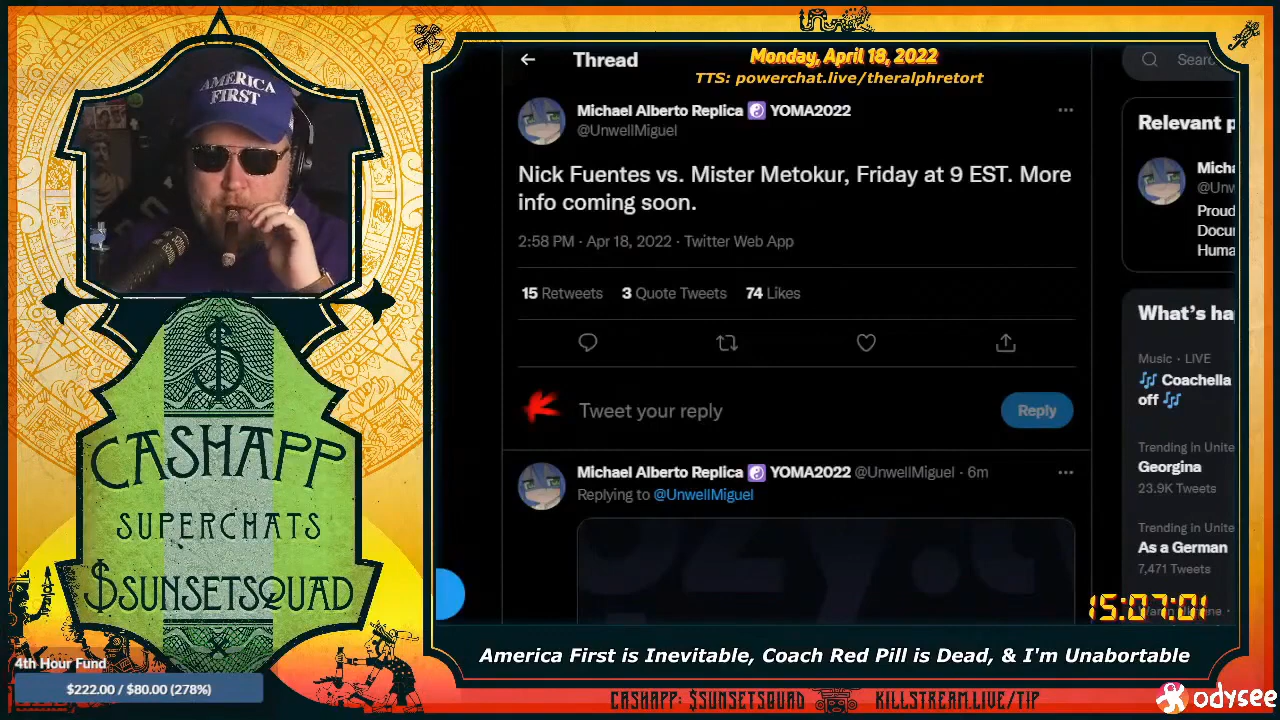 AMERICA
FIRST
CASHAPP
SUPERCHATS
$SUNSETSQUAD
4th Hour Fund
$222.00 / $80.00 (278%)
Monday, April 18, 2022
TTS: powerchat.live/theralphretort
Thread
Michael Alberto Replica ☯ YOMA2022
@UnwellMiguel
Nick Fuentes vs. Mister Metokur, Friday at 9 EST. More
info coming soon.
2:58 PM · Apr 18, 2022 · Twitter Web App
15 Retweets 3 Quote Tweets 74 Likes
Tweet your reply
Reply
Michael Alberto Replica ☯ YOMA2022 @UnwellMiguel · 6m
Replying to @UnwellMiguel
Searc
Relevant p
Micha
@Unw
Proud
Docur
Huma
What's ha
Music · LIVE
🎶 Coachella
off 🎶
Trending in Unite
Georgina
23.9K Tweets
Trending in Unite
As a German
7,471 Tweets
15:07:01
America First is Inevitable, Coach Red Pill is Dead, & I'm Unabortable
CASHAPP: $SUNSETSQUAD KILLSTREAM.LIVE/TIP
odysee